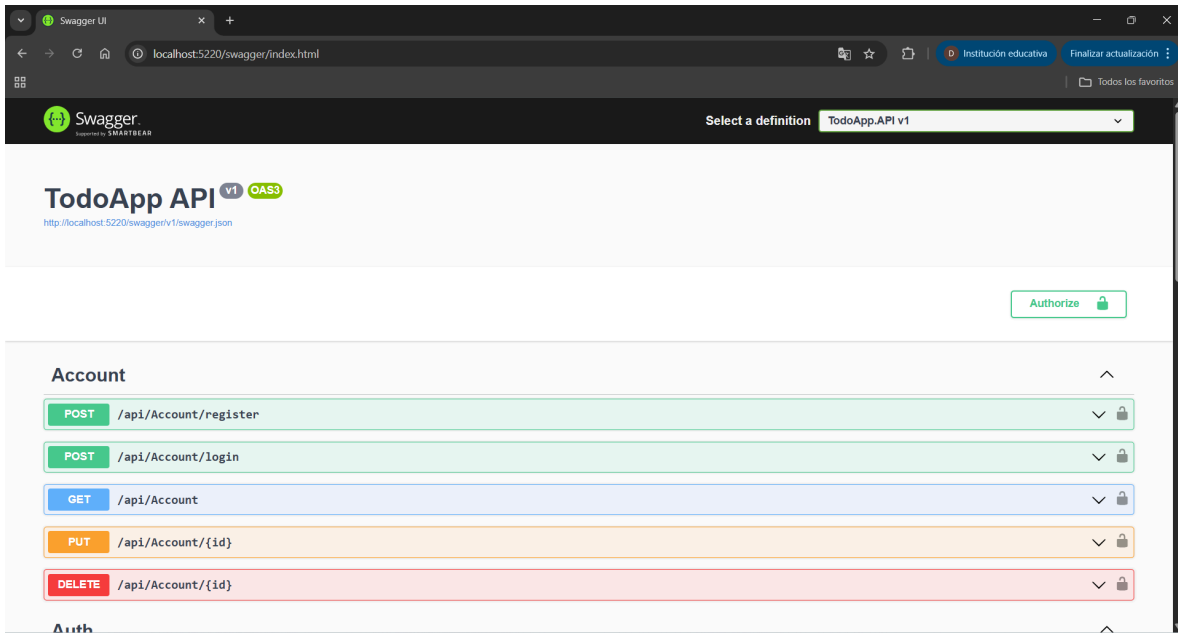 Swagger UI
localhost:5220/swagger/index.html
D Institución educativa
Finalizar actualización
Todos los favoritos
{··} Swagger.
Supported by SMARTBEAR
Select a definition
TodoApp.API v1
TodoApp API v1 OAS3
http://localhost:5220/swagger/v1/swagger.json
Authorize
Account
POST /api/Account/register
POST /api/Account/login
GET /api/Account
PUT /api/Account/{id}
DELETE /api/Account/{id}
Auth